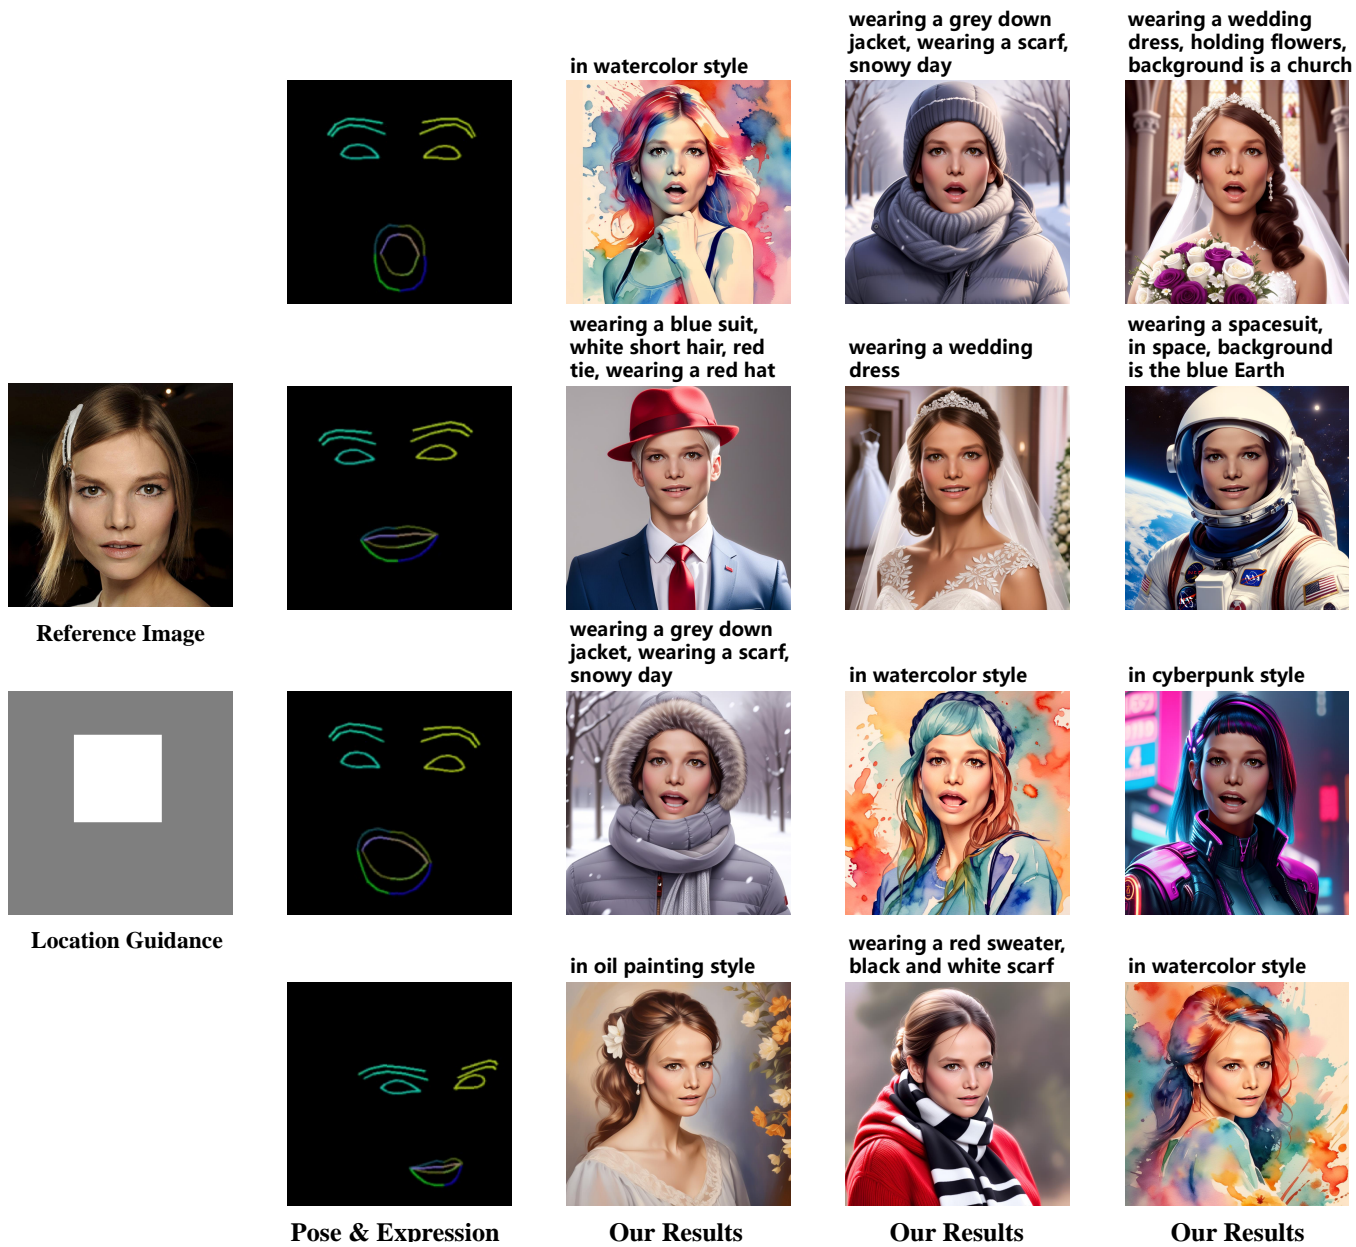 in watercolor style
wearing a grey down
jacket, wearing a scarf,
snowy day
wearing a wedding
dress, holding flowers,
background is a church
wearing a blue suit,
white short hair, red
tie, wearing a red hat
wearing a wedding
dress
wearing a spacesuit,
in space, background
is the blue Earth
Reference Image
wearing a grey down
jacket, wearing a scarf,
snowy day
in watercolor style
in cyberpunk style
Location Guidance
in oil painting style
wearing a red sweater,
black and white scarf
in watercolor style
Pose & Expression
Our Results
Our Results
Our Results